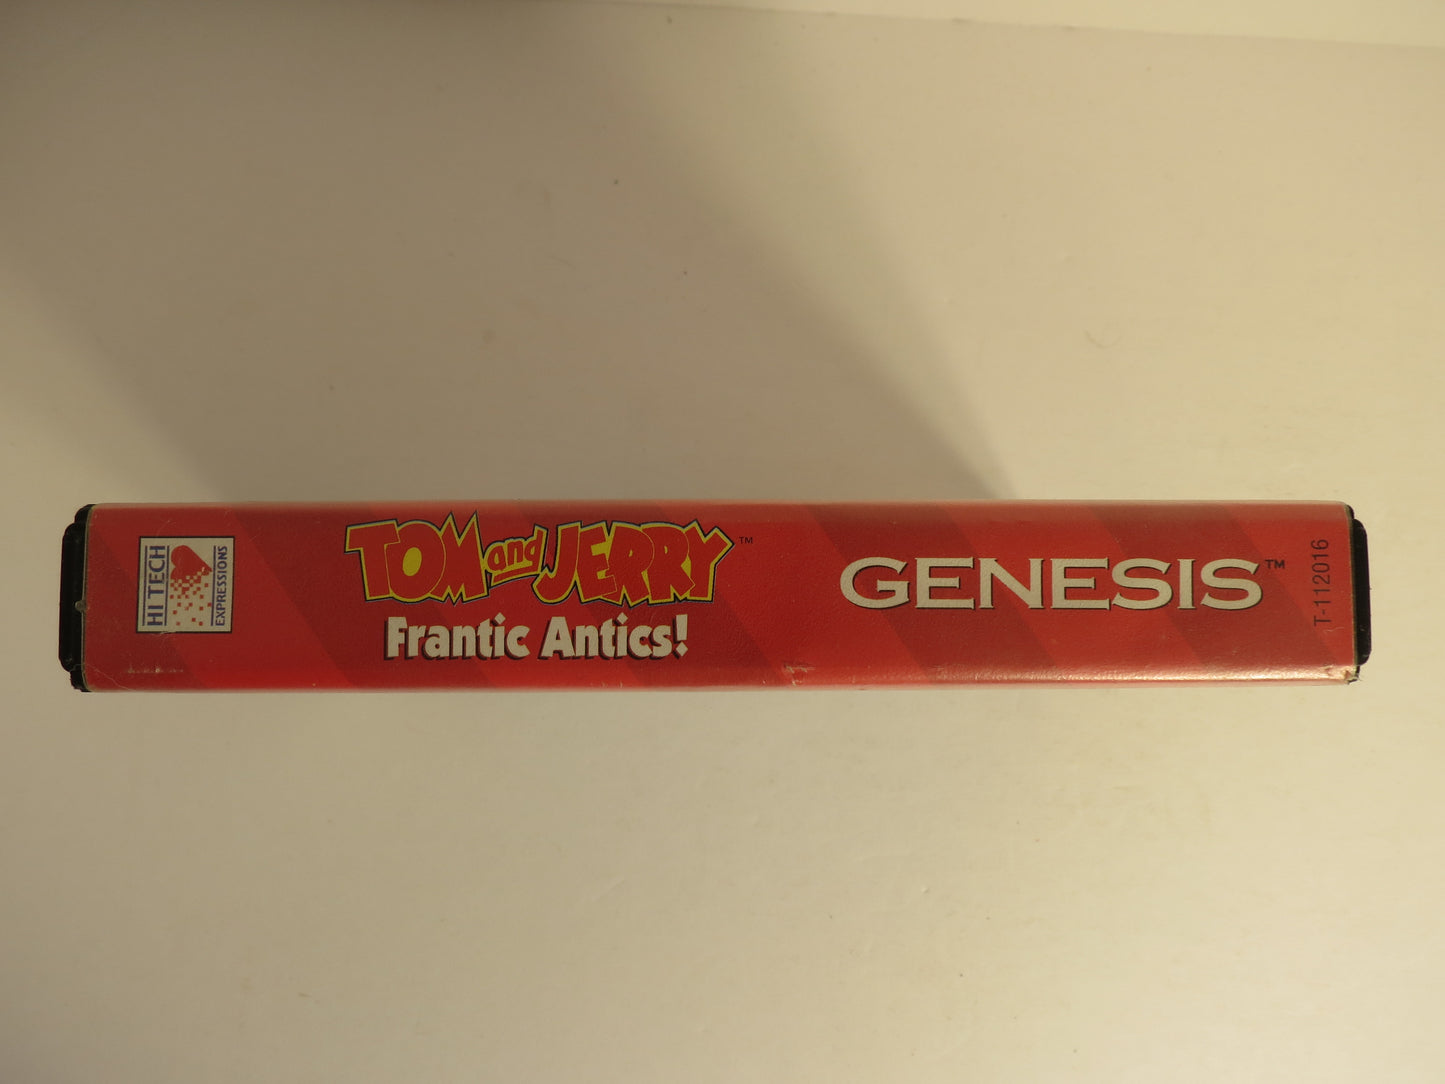 HI TECH
EXPRESSIONS
TOM and JERRY™
Frantic Antics!
GENESIS™
T-112016